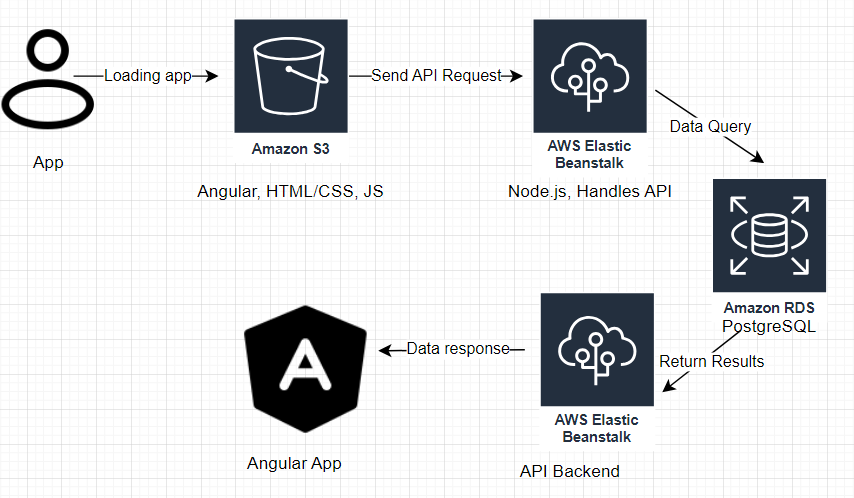 Loading app
Send API Request
Amazon S3
AWS Elastic
Beanstalk
Data Query
App
Angular, HTML/CSS, JS
Node.js, Handles API
Amazon RDS
PostgreSQL
Data response
Return Results
AWS Elastic
Beanstalk
Angular App
API Backend